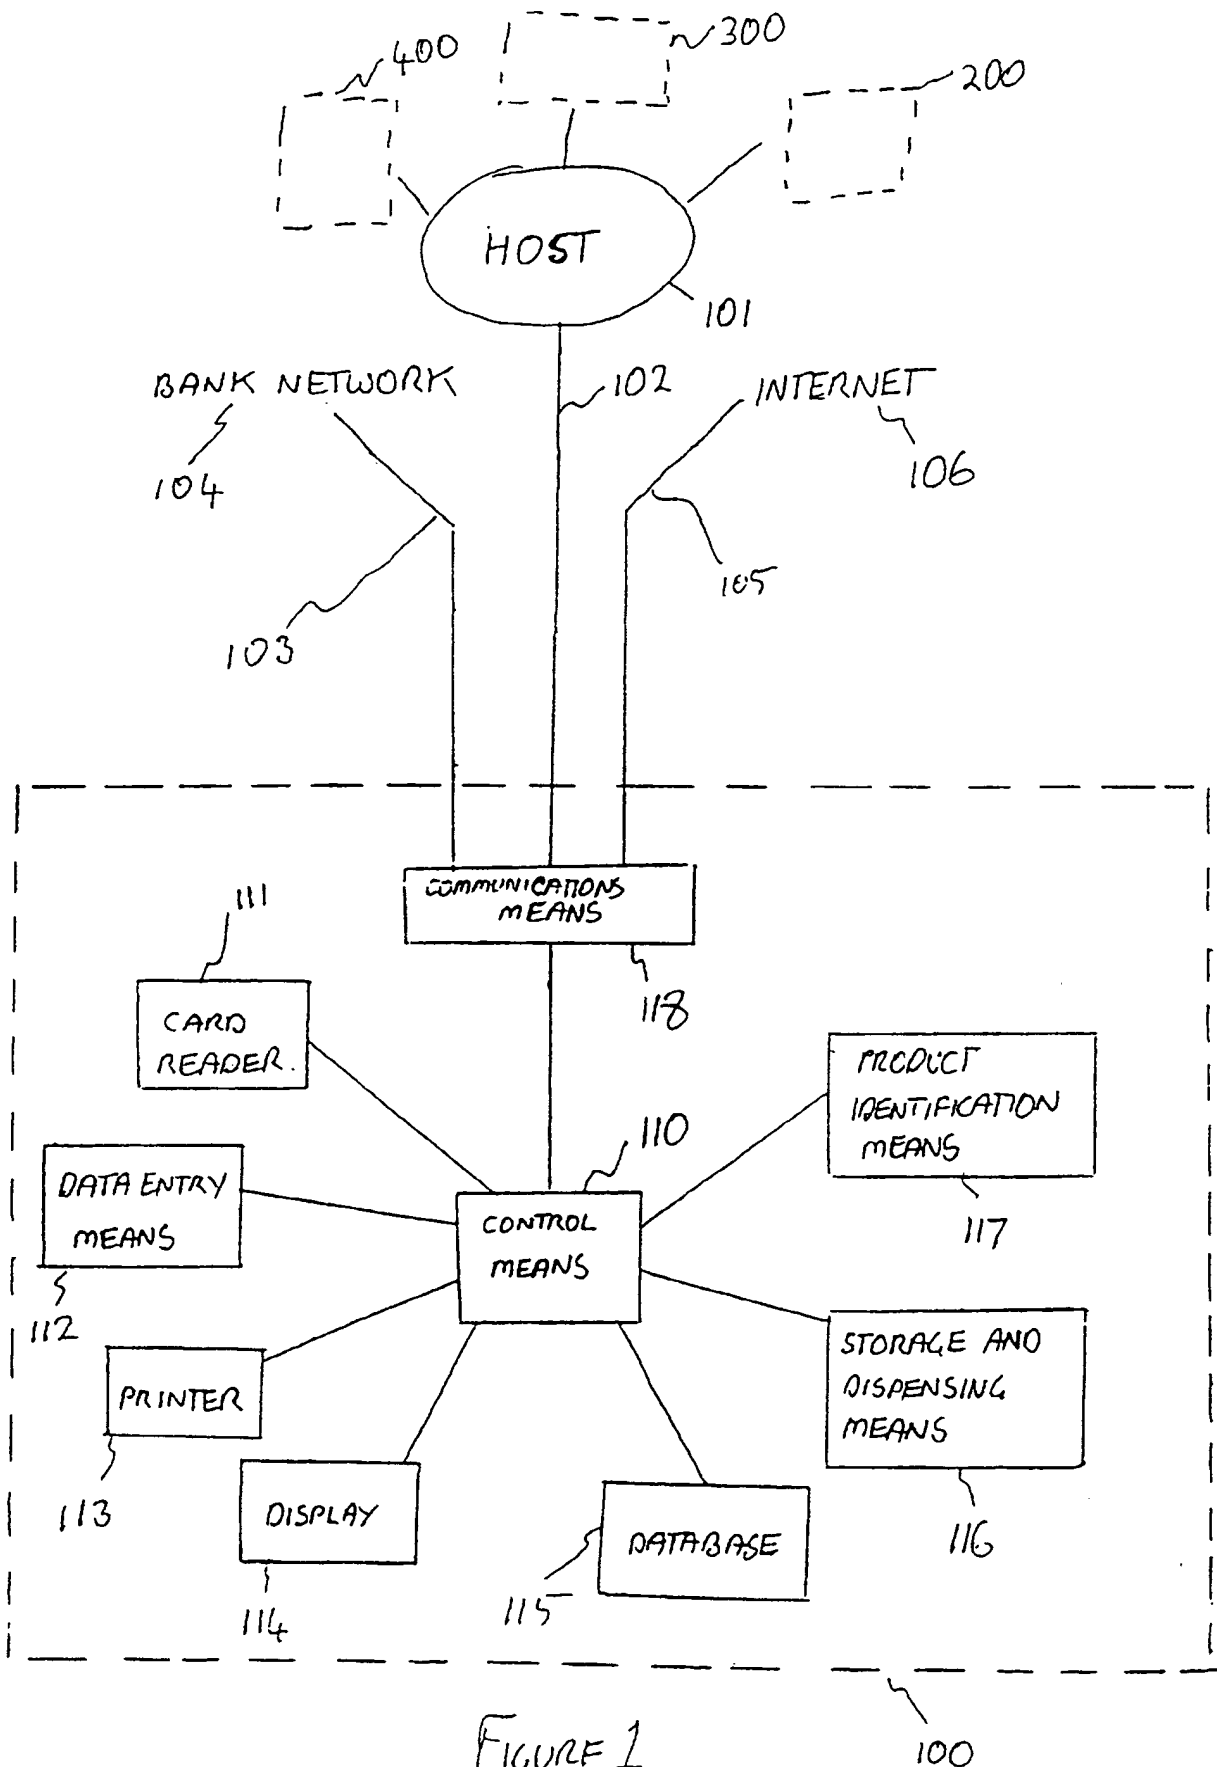 400
300
200
HOST
101
BANK NETWORK
102
INTERNET
104
106
105
103
COMMUNICATIONS
MEANS
111
118
CARD
READER.
PRODUCT
IDENTIFICATION
MEANS
110
117
DATA ENTRY
MEANS
CONTROL
MEANS
112
STORAGE AND
DISPENSING
MEANS
PRINTER
113
116
DISPLAY
114
DATABASE
115
FIGURE 1
100